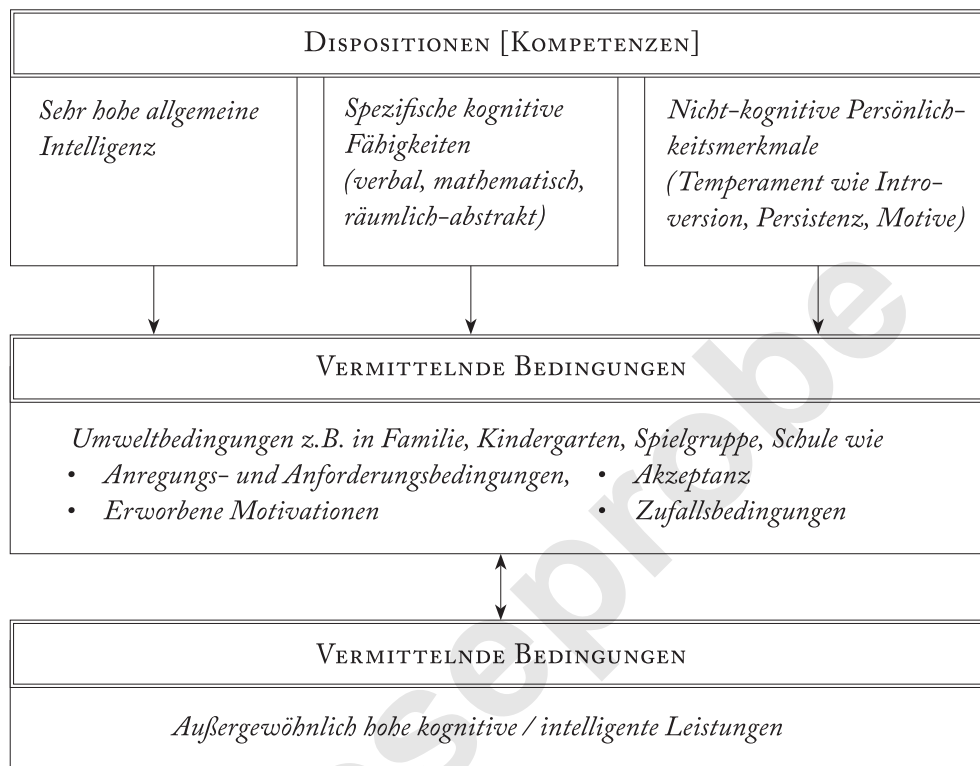 Dispositionen [Kompetenzen]
Sehr hohe allgemeine
Intelligenz
Spezifische kognitive
Fähigkeiten
(verbal, mathematisch,
räumlich-abstrakt)
Nicht-kognitive Persönlich-
keitsmerkmale
(Temperament wie Intro-
version, Persistenz, Motive)
Vermittelnde Bedingungen
Umweltbedingungen z.B. in Familie, Kindergarten, Spielgruppe, Schule wie
• Anregungs- und Anforderungsbedingungen, • Akzeptanz
• Erworbene Motivationen • Zufallsbedingungen
Vermittelnde Bedingungen
Außergewöhnlich hohe kognitive / intelligente Leistungen
seprobe